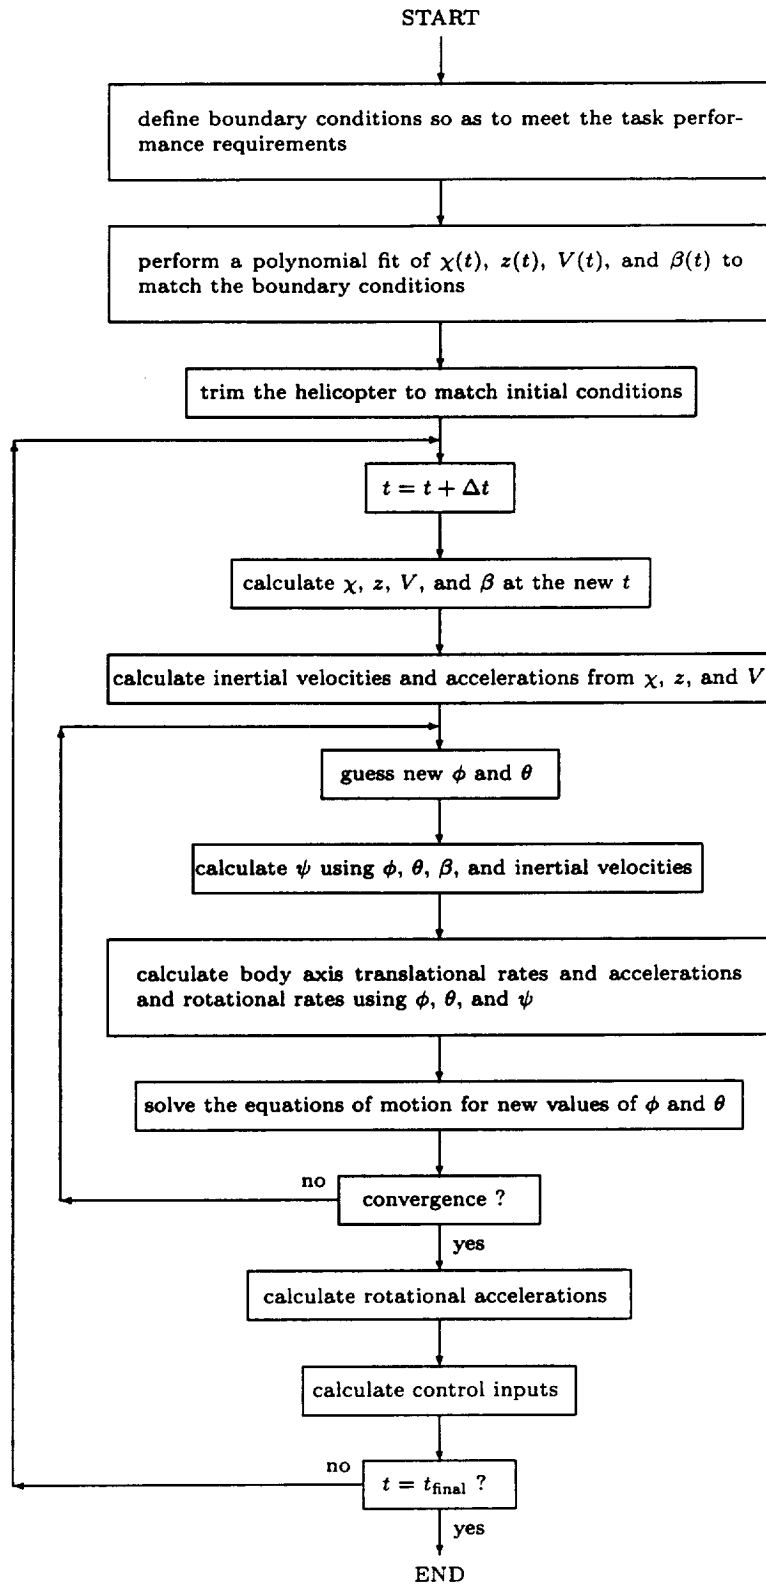 START
define boundary conditions so as to meet the task perfor-
mance requirements
perform a polynomial fit of χ(t), z(t), V(t), and β(t) to
match the boundary conditions
trim the helicopter to match initial conditions
t = t + Δt
calculate χ, z, V, and β at the new t
calculate inertial velocities and accelerations from χ, z, and V
guess new ϕ and θ
calculate ψ using ϕ, θ, β, and inertial velocities
calculate body axis translational rates and accelerations
and rotational rates using ϕ, θ, and ψ
solve the equations of motion for new values of ϕ and θ
no
convergence ?
yes
calculate rotational accelerations
calculate control inputs
no
t = t_final ?
yes
END